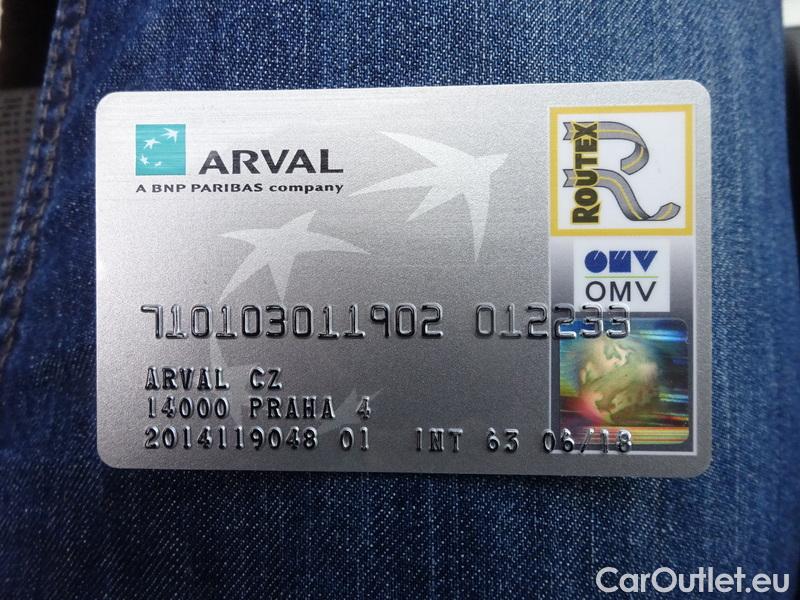 ARVAL
A BNP PARIBAS company
ROUTEX
R
OMV
OMV
710103011902 012233
ARVAL CZ
14000 PRAHA 4
2014119048 01 INT 63 06/18
CarOutlet.eu